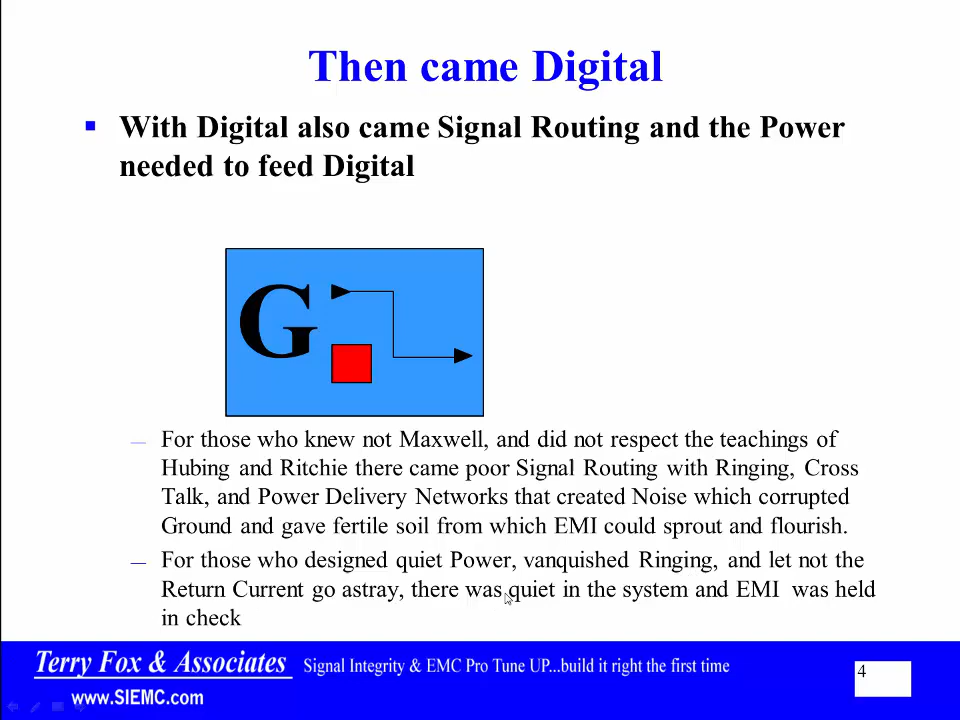 Then came Digital
With Digital also came Signal Routing and the Power
needed to feed Digital
G
For those who knew not Maxwell, and did not respect the teachings of
Hubing and Ritchie there came poor Signal Routing with Ringing, Cross
Talk, and Power Delivery Networks that created Noise which corrupted
Ground and gave fertile soil from which EMI could sprout and flourish.
For those who designed quiet Power, vanquished Ringing, and let not the
Return Current go astray, there was quiet in the system and EMI was held
in check
Terry Fox & Associates Signal Integrity & EMC Pro Tune UP...build it right the first time
www.SIEMC.com
4